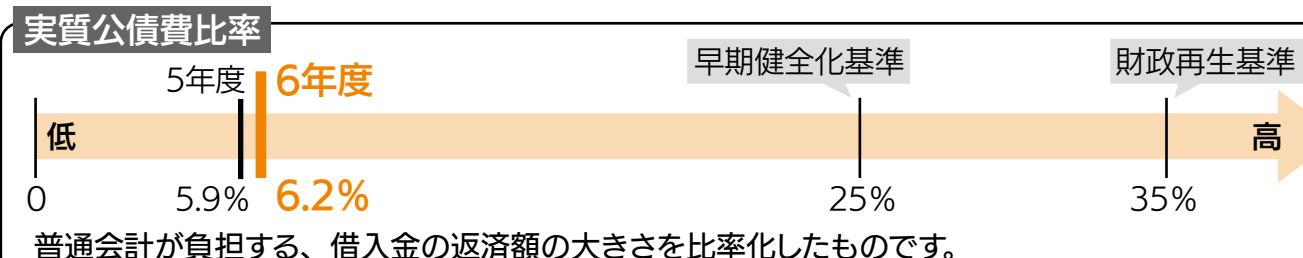 実質公債費比率
早期健全化基準
財政再生基準
5年度
6年度
低
高
0
5.9%
6.2%
25%
35%
普通会計が負担する、借入金の返済額の大きさを比率化したものです。